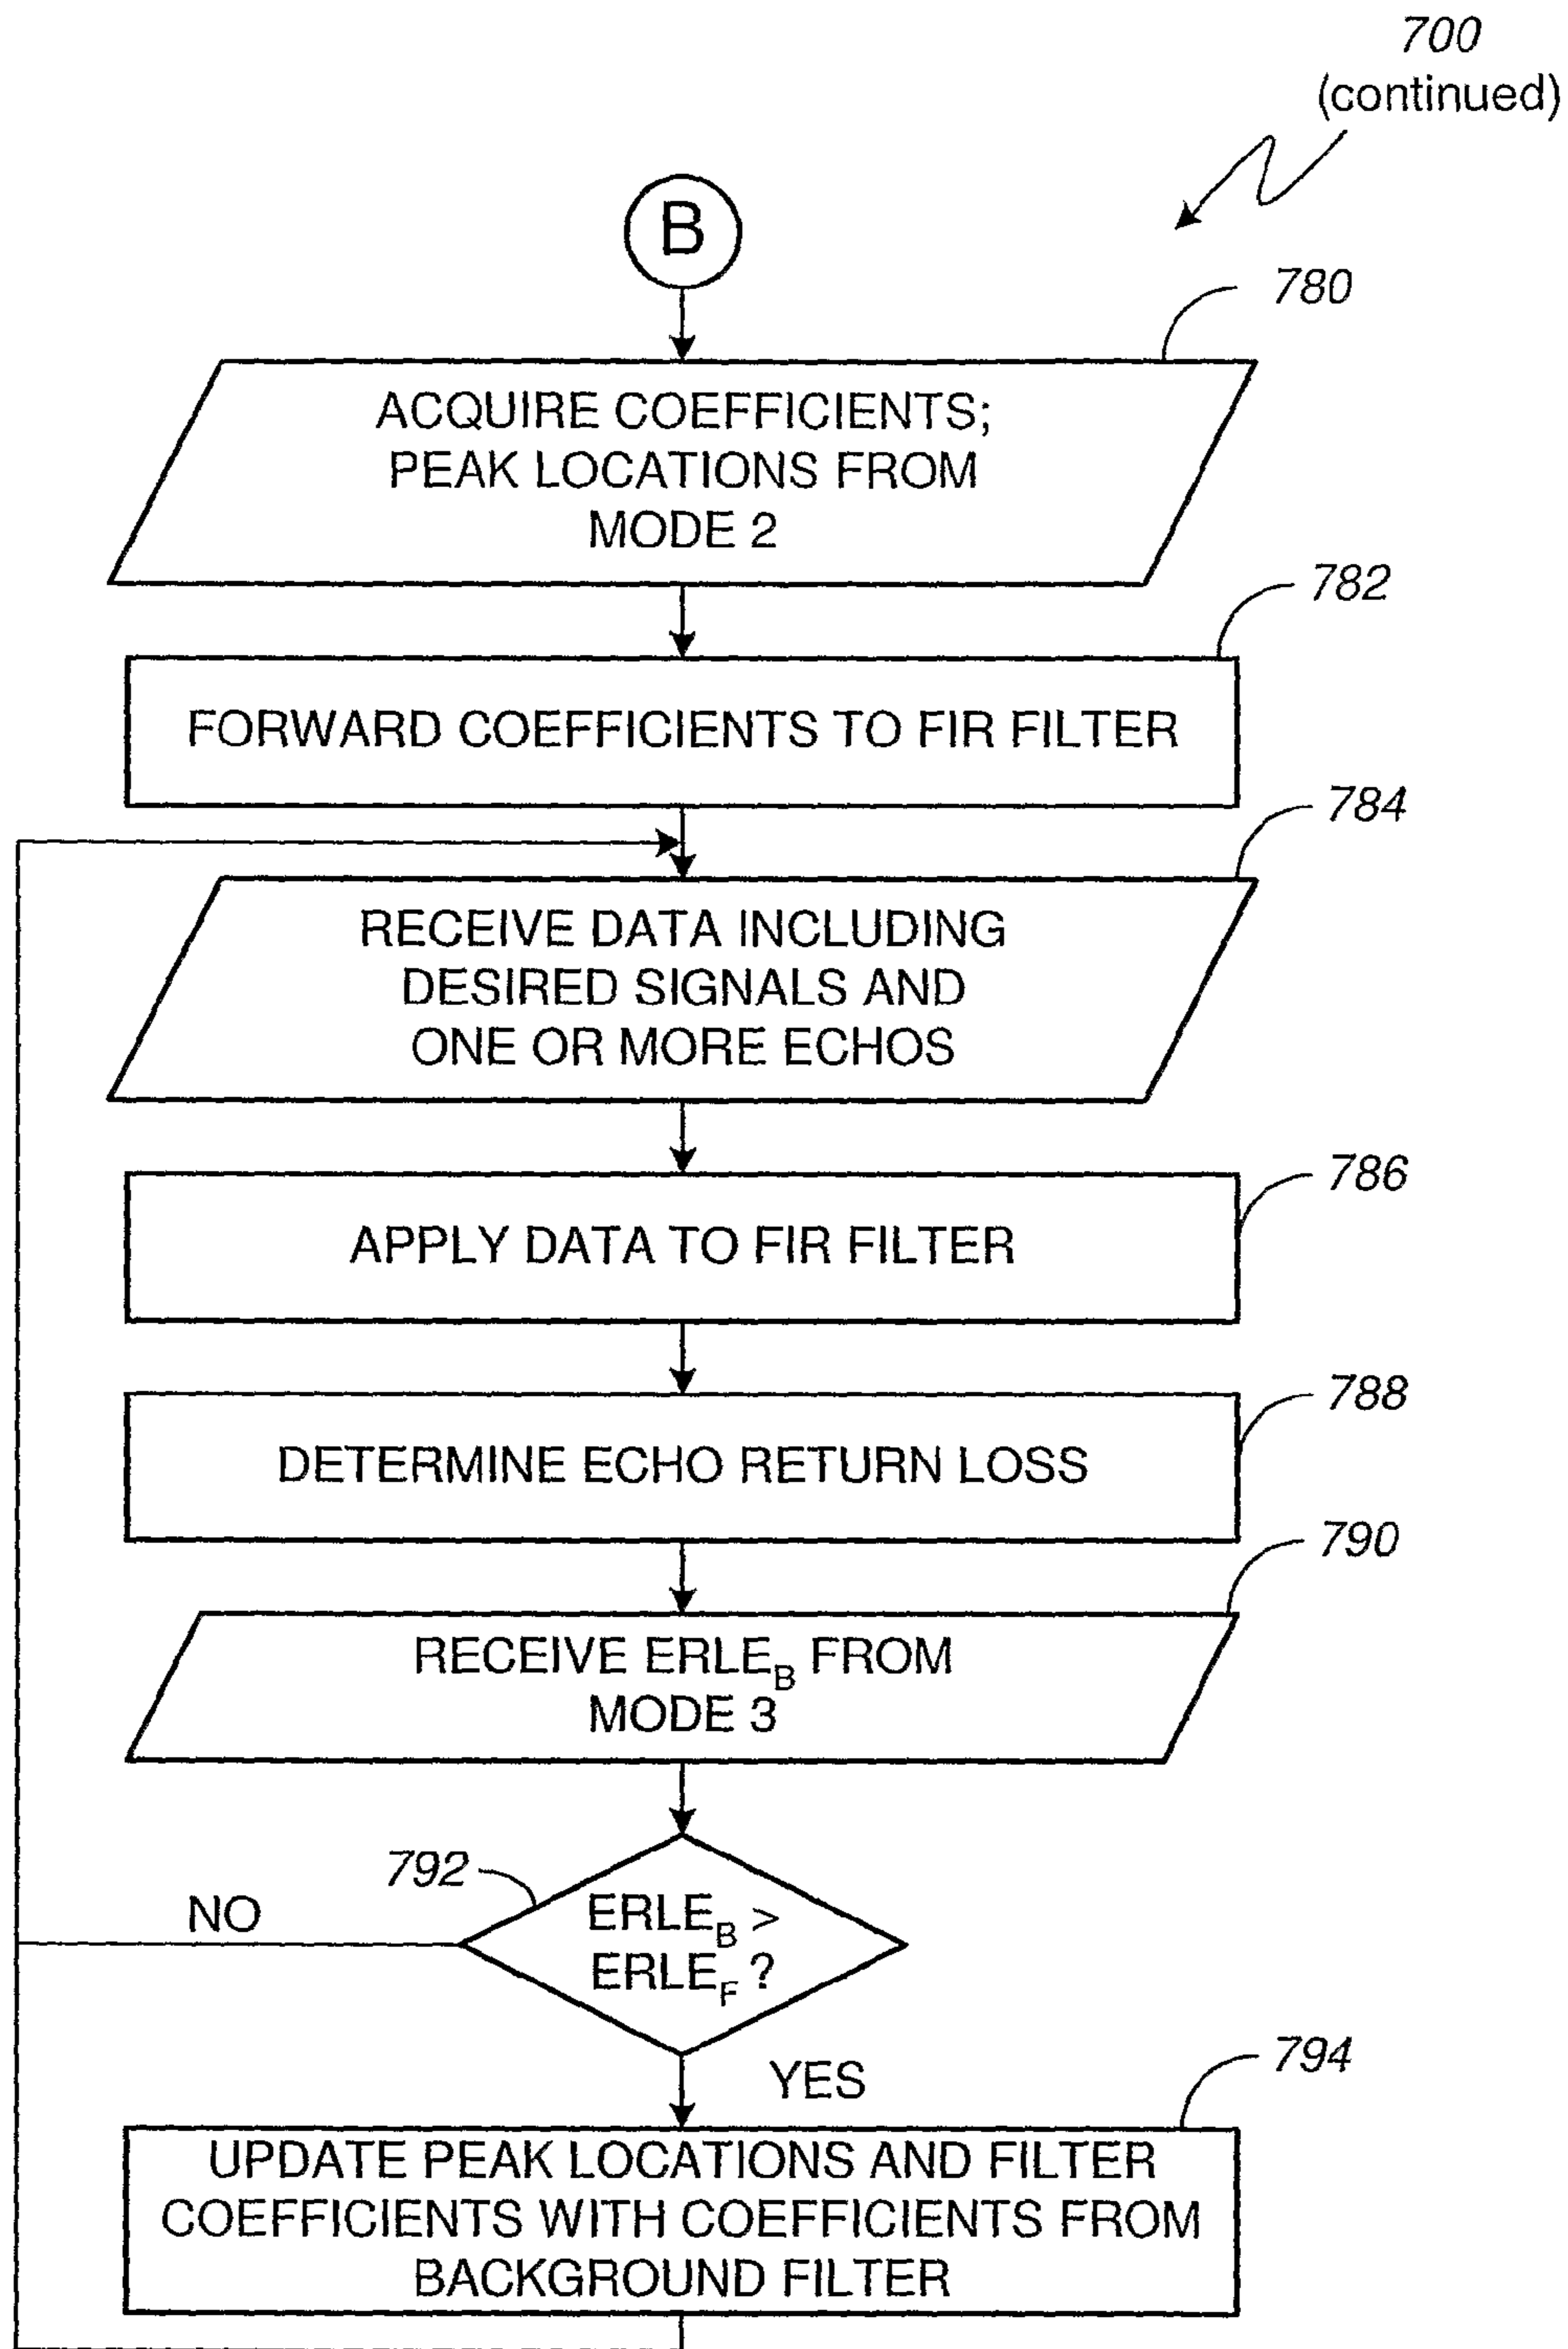 700
(continued)
B
780
ACQUIRE COEFFICIENTS;
PEAK LOCATIONS FROM
MODE 2
782
FORWARD COEFFICIENTS TO FIR FILTER
784
RECEIVE DATA INCLUDING
DESIRED SIGNALS AND
ONE OR MORE ECHOS
786
APPLY DATA TO FIR FILTER
788
DETERMINE ECHO RETURN LOSS
790
RECEIVE ERLE_B FROM
MODE 3
792
NO
ERLE_B >
ERLE_F ?
YES
794
UPDATE PEAK LOCATIONS AND FILTER
COEFFICIENTS WITH COEFFICIENTS FROM
BACKGROUND FILTER